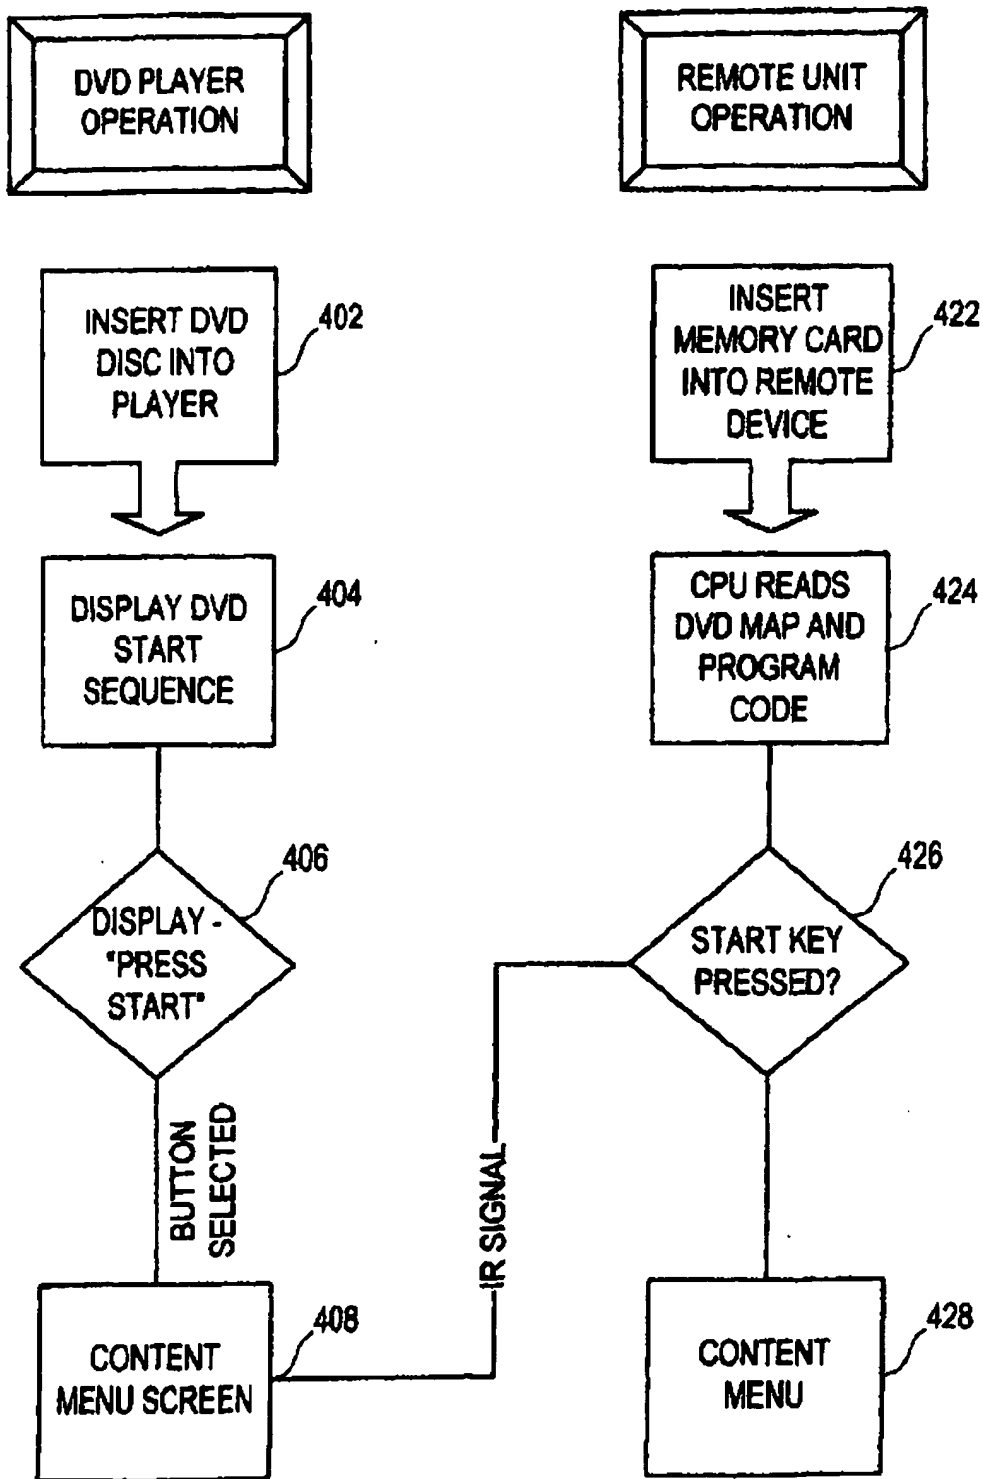 DVD PLAYER
OPERATION
INSERT DVD
DISC INTO
PLAYER
402
DISPLAY DVD
START
SEQUENCE
404
DISPLAY -
"PRESS
START"
406
BUTTON
SELECTED
CONTENT
MENU SCREEN
408
IR SIGNAL
REMOTE UNIT
OPERATION
INSERT
MEMORY CARD
INTO REMOTE
DEVICE
422
CPU READS
DVD MAP AND
PROGRAM
CODE
424
START KEY
PRESSED?
426
CONTENT
MENU
428